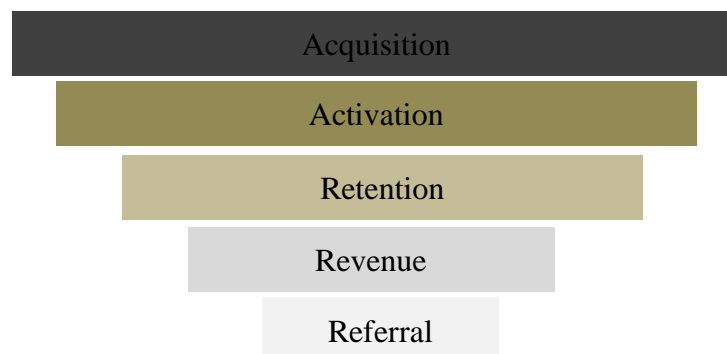 Acquisition
Activation
Retention
Revenue
Referral